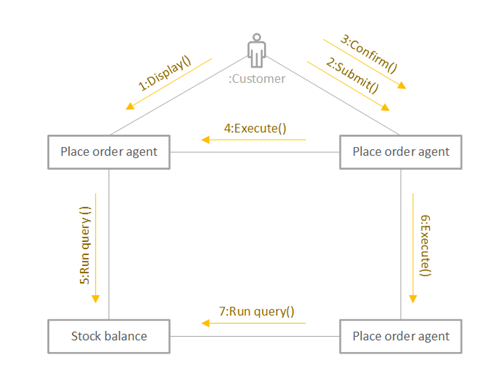 3:Confirm()
1:Display()
2:Submit()
:Customer
4:Execute()
Place order agent
Place order agent
5:Run query ()
6:Execute()
7:Run query()
Stock balance
Place order agent